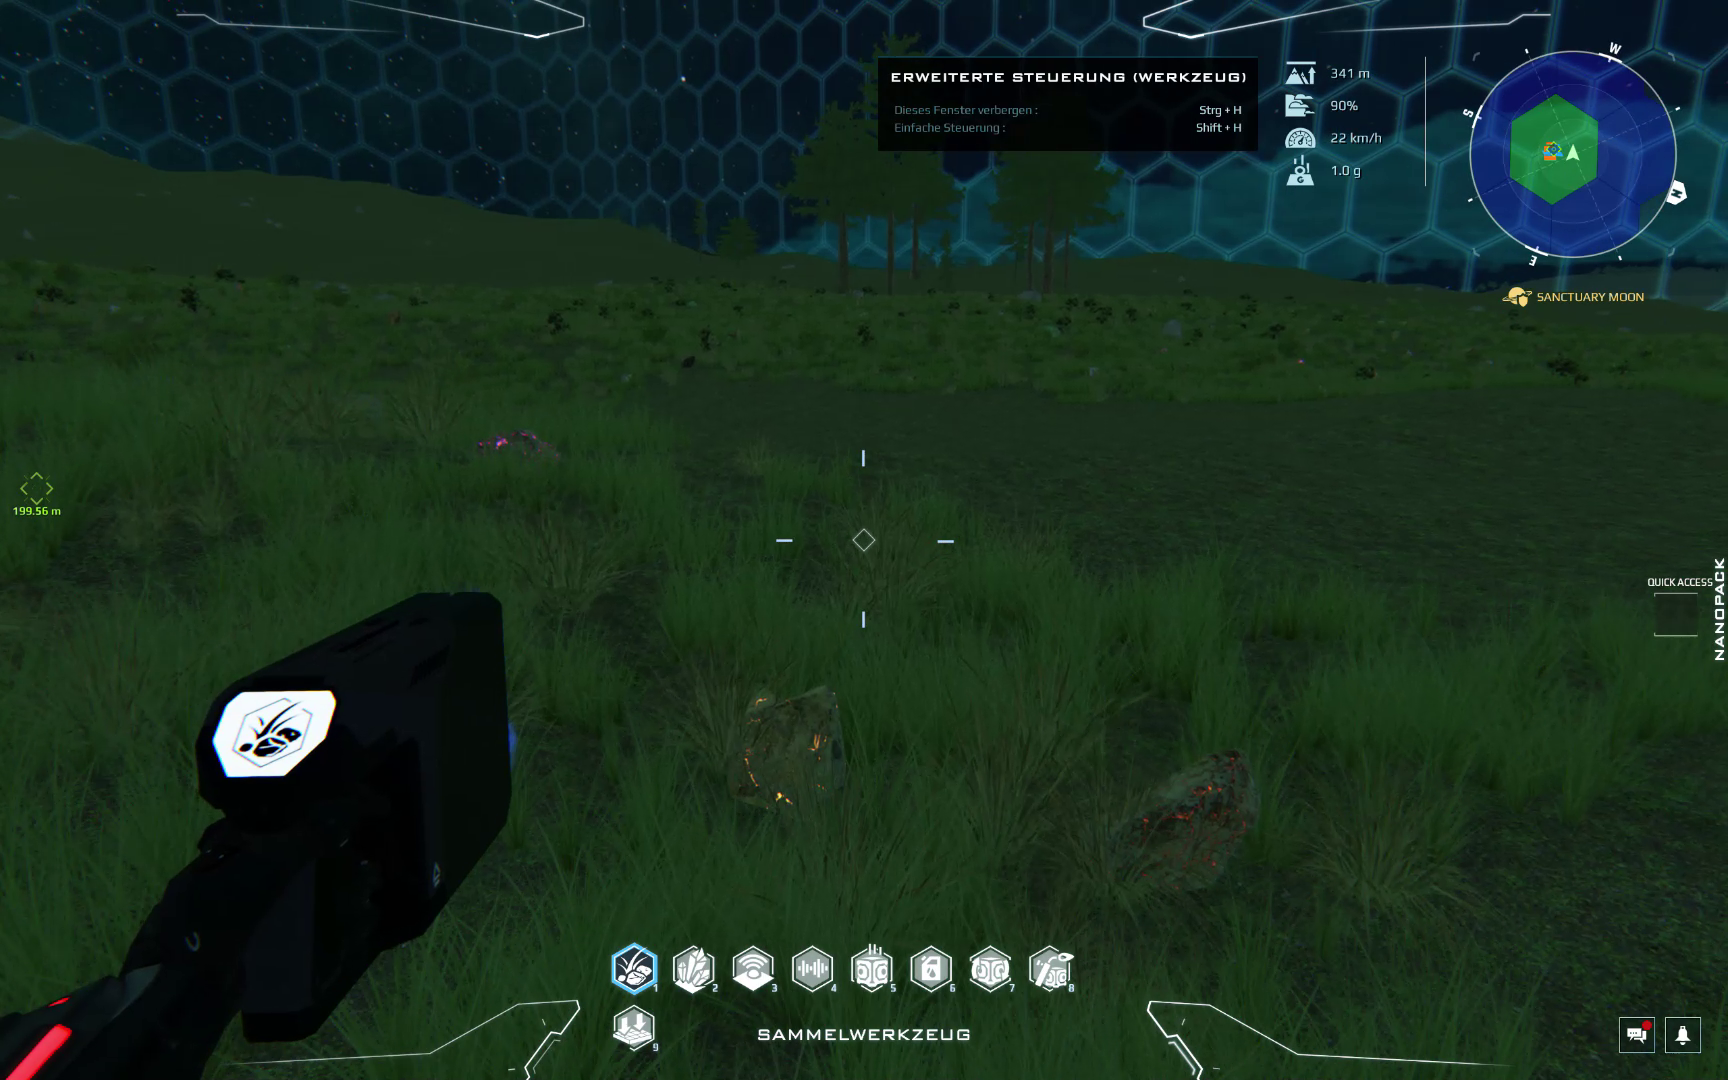 ERWEITERTE STEUERUNG (WERKZEUG)
Dieses Fenster verbergen : Strg + H
Einfache Steuerung : Shift + H
341 m
90%
22 km/h
G
1.0 g
W
S
N
E
SANCTUARY MOON
199.56 m
QUICK ACCESS
NANOPACK
1
2
3
4
5
6
7
8
9
SAMMELWERKZEUG